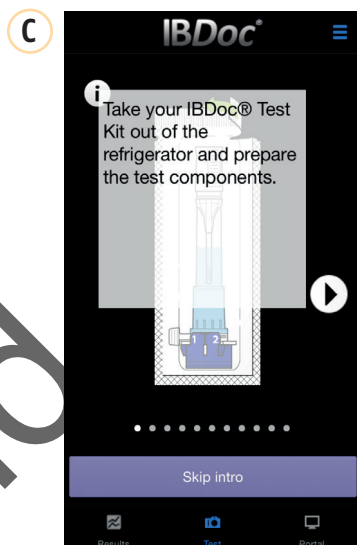 C
IBDoc®
i
Take your IBDoc® Test
Kit out of the
refrigerator and prepare
the test components.
1 2
Skip intro
Results Test Portal